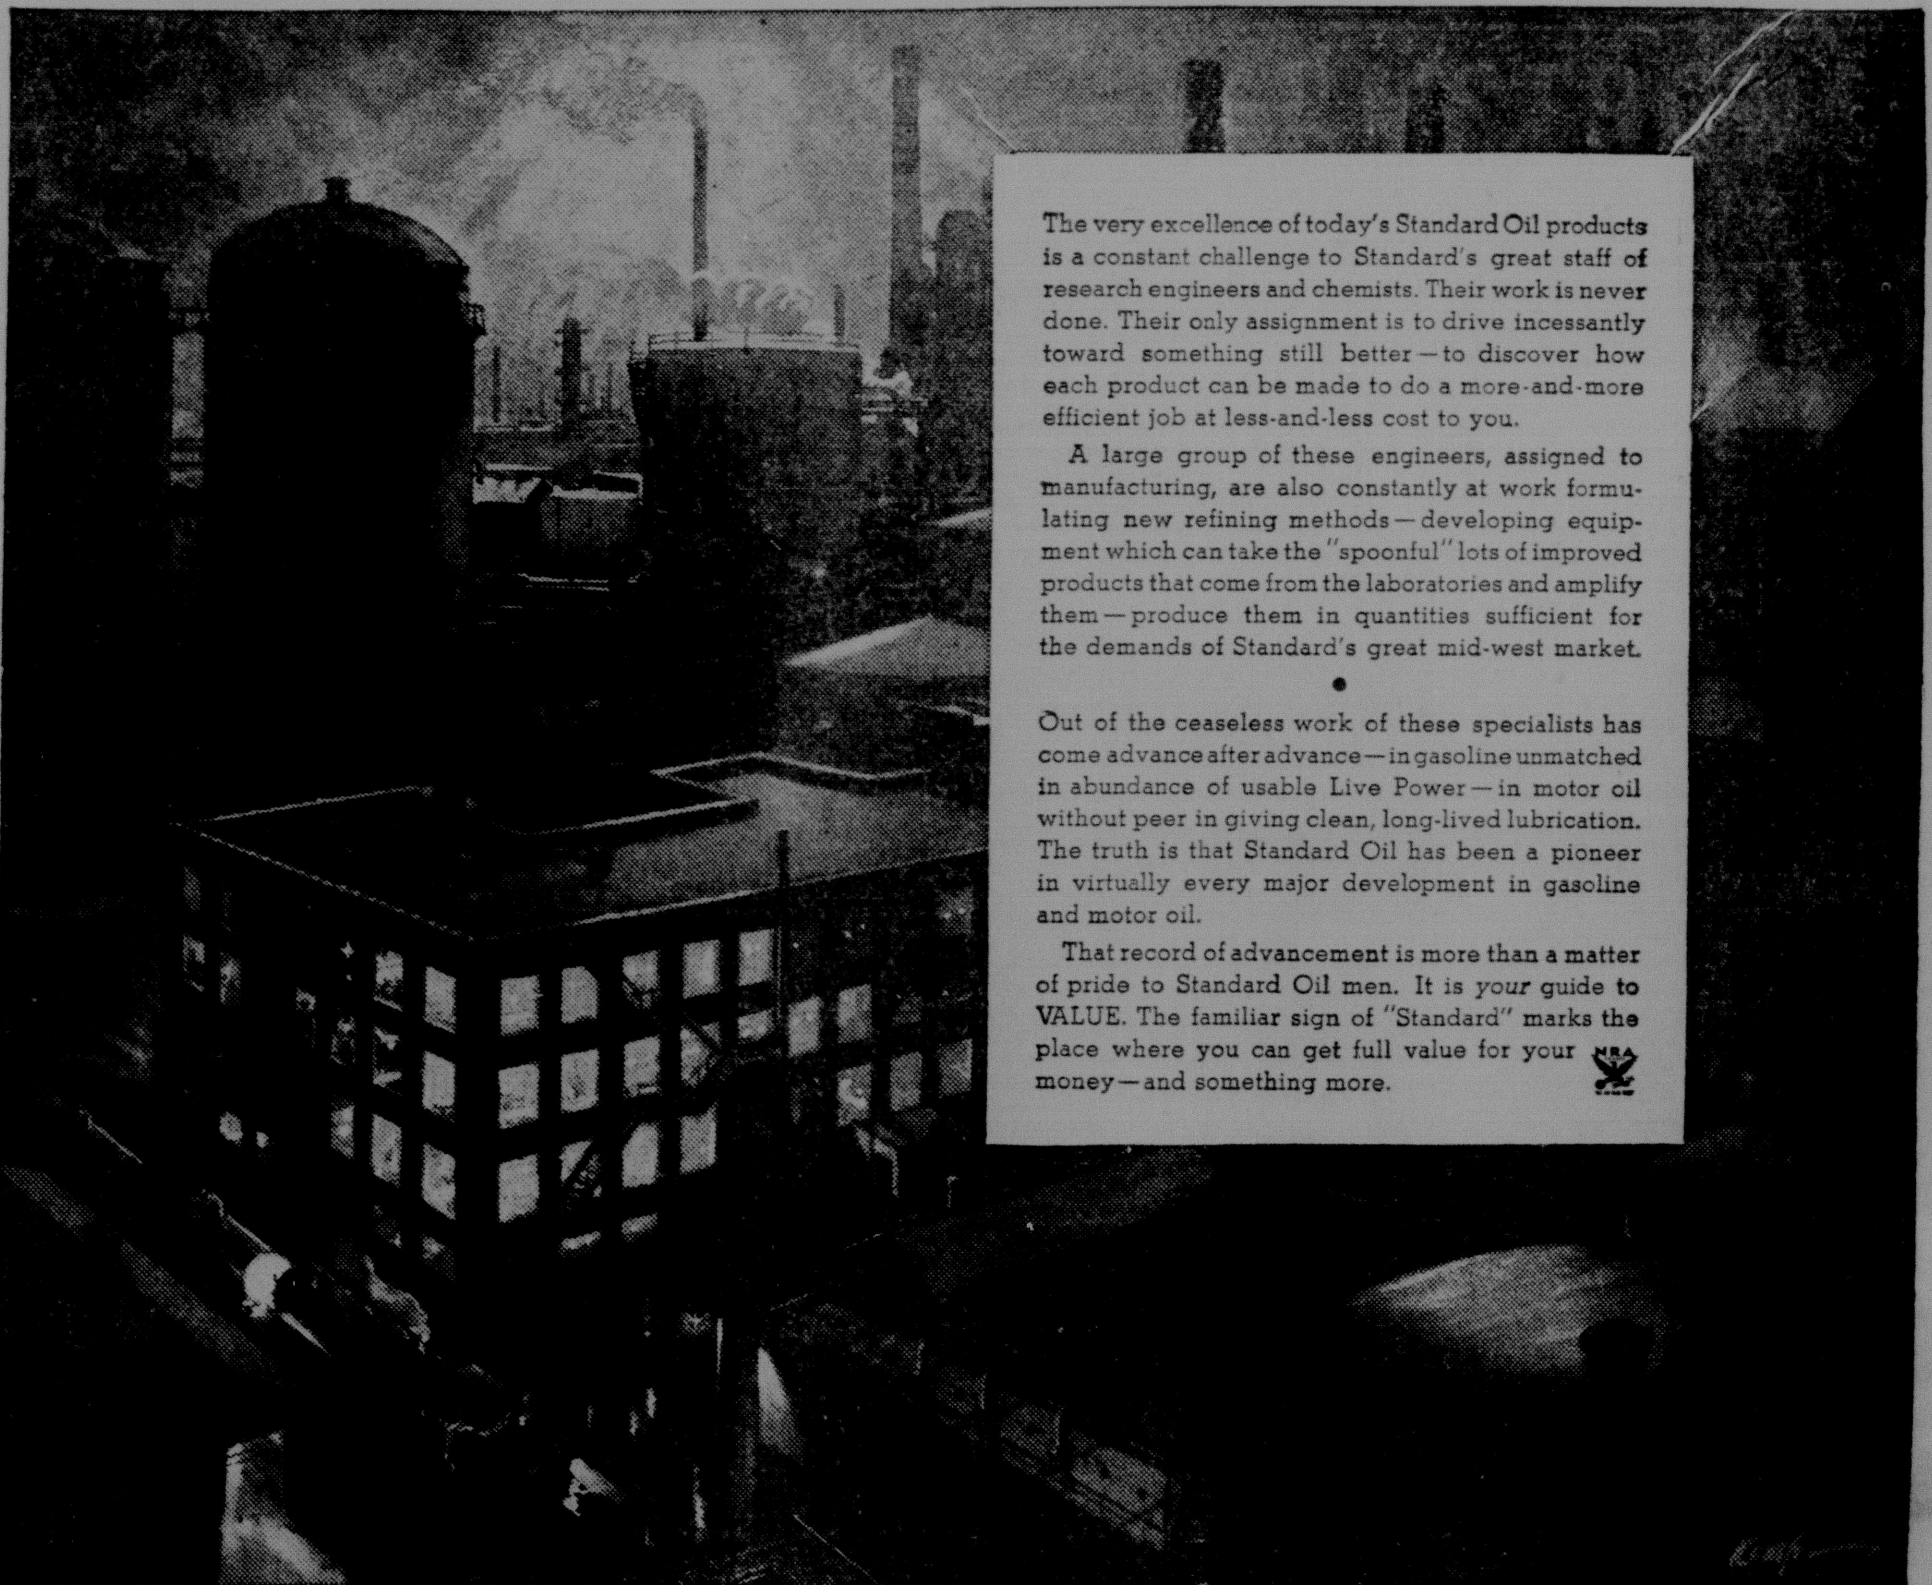 The very excellence of today's Standard Oil products
is a constant challenge to Standard's great staff of
research engineers and chemists. Their work is never
done. Their only assignment is to drive incessantly
toward something still better—to discover how
each product can be made to do a more-and-more
efficient job at less-and-less cost to you.
A large group of these engineers, assigned to
manufacturing, are also constantly at work formu-
lating new refining methods—developing equip-
ment which can take the "spoonful" lots of improved
products that come from the laboratories and amplify
them—produce them in quantities sufficient for
the demands of Standard's great mid-west market.
Out of the ceaseless work of these specialists has
come advance after advance—in gasoline unmatched
in abundance of usable Live Power—in motor oil
without peer in giving clean, long-lived lubrication.
The truth is that Standard Oil has been a pioneer
in virtually every major development in gasoline
and motor oil.
That record of advancement is more than a matter
of pride to Standard Oil men. It is your guide to
VALUE. The familiar sign of "Standard" marks the
place where you can get full value for your
money—and something more.
NRA